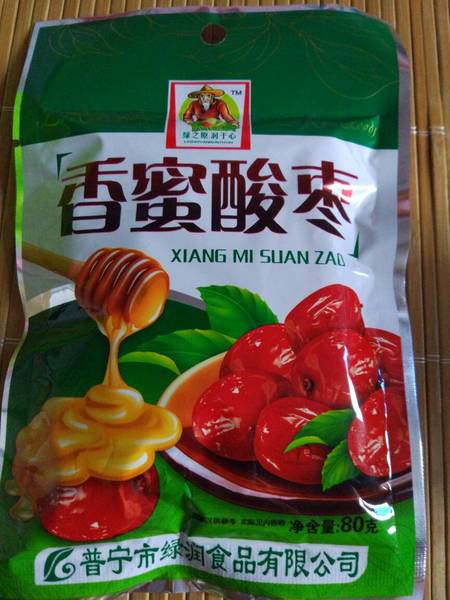 TM
绿之原 润于心
香蜜酸枣
XIANG MI SUAN ZAO
净含量:80克
普宁市绿润食品有限公司